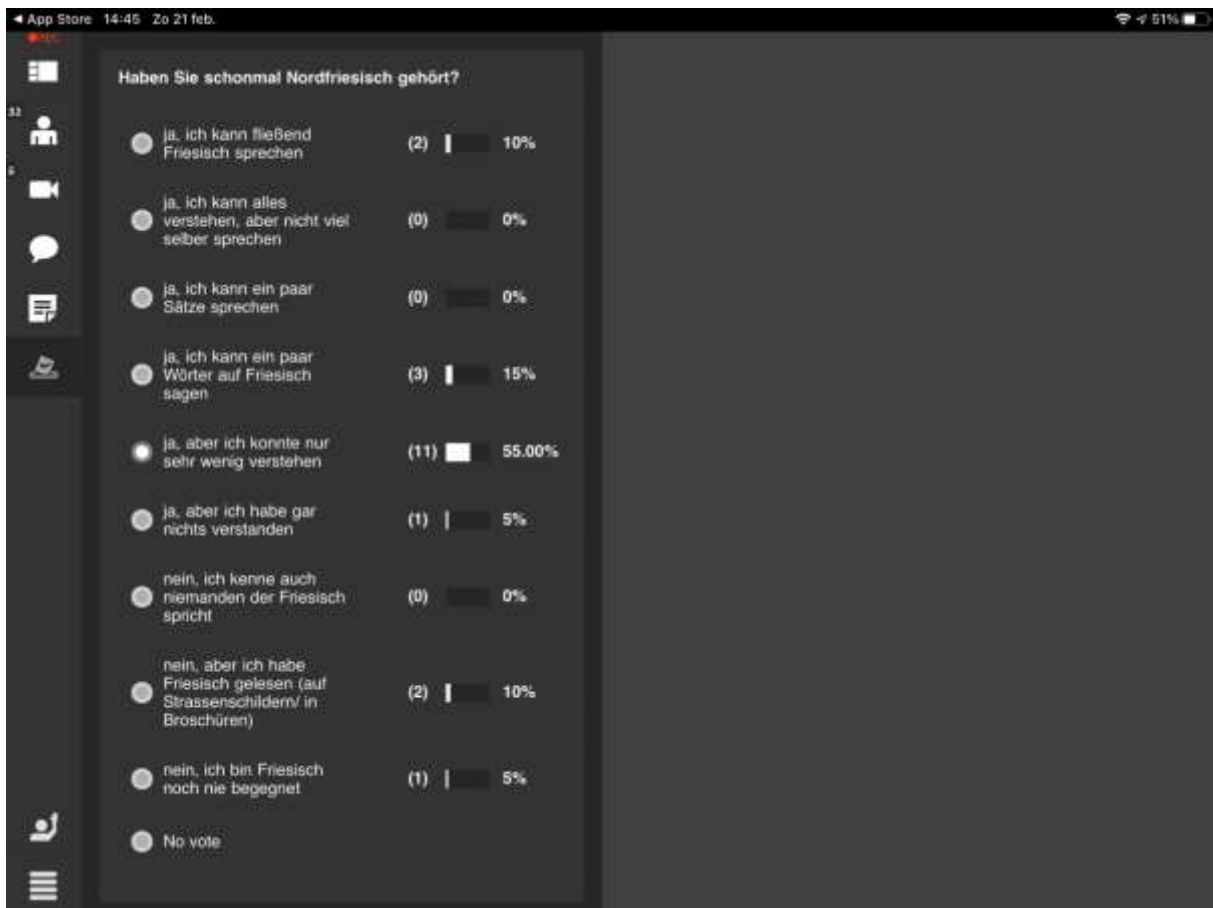 App Store 14:45 Zo 21 feb. 51%
REC
33
5
Haben Sie schonmal Nordfriesisch gehört?
ja, ich kann fließend
Friesisch sprechen
(2) 10%
ja, ich kann alles
verstehen, aber nicht viel
selber sprechen
(0) 0%
ja, ich kann ein paar
Sätze sprechen
(0) 0%
ja, ich kann ein paar
Wörter auf Friesisch
sagen
(3) 15%
ja, aber ich konnte nur
sehr wenig verstehen
(11) 55.00%
ja, aber ich habe gar
nichts verstanden
(1) 5%
nein, ich kenne auch
niemanden der Friesisch
spricht
(0) 0%
nein, aber ich habe
Friesisch gelesen (auf
Strassenschildern/ in
Broschüren)
(2) 10%
nein, ich bin Friesisch
noch nie begegnet
(1) 5%
No vote